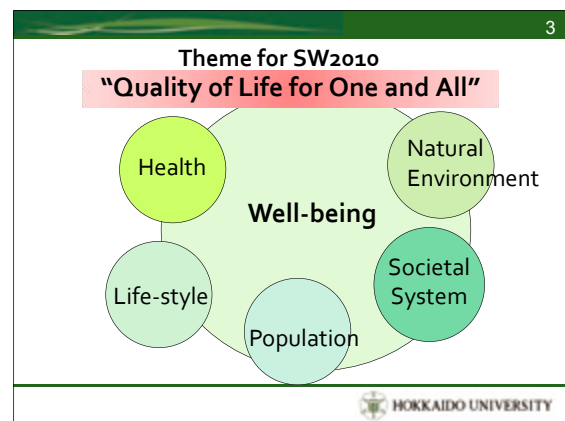 3
Theme for SW2010
“Quality of Life for One and All”
Health
Natural
Environment
Well-being
Societal
System
Life-style
Population
HOKKAIDO UNIVERSITY